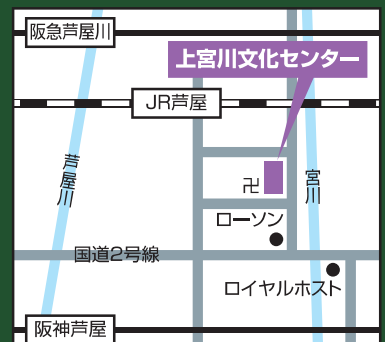 阪急芦屋川
上宮川文化センター
JR芦屋
芦屋川
宮川
卍
ローソン
国道2号線
ロイヤルホスト
阪神芦屋